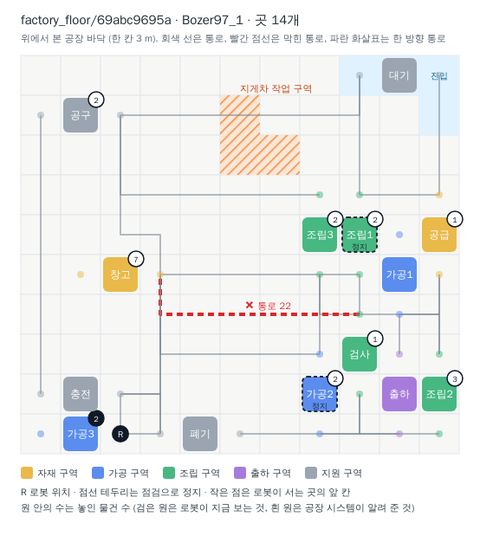 factory_floor/69abc9695a · Bozer97_1 · 곳 14개
위에서 본 공장 바닥 (한 칸 3 m). 회색 선은 통로, 빨간 점선은 막힌 통로, 파란 화살표는 한 방향 통로
대기
전립
지게차 작업 구역
공구 2
조립3 2
조립1 2
정지
공급 1
창고 7
가공1
✖ 통로 22
검사 1
충전
가공2 2
정지
출하
조립2 3
가공3 2
R
폐기
자재 구역
가공 구역
조립 구역
출하 구역
지원 구역
R 로봇 위치 · 점선 테두리는 점검으로 정지 · 작은 점은 로봇이 서는 곳의 앞 칸
원 안의 수는 놓인 물건 수 (검은 원은 로봇이 지금 보는 것, 흰 원은 공장 시스템이 알려 준 것)